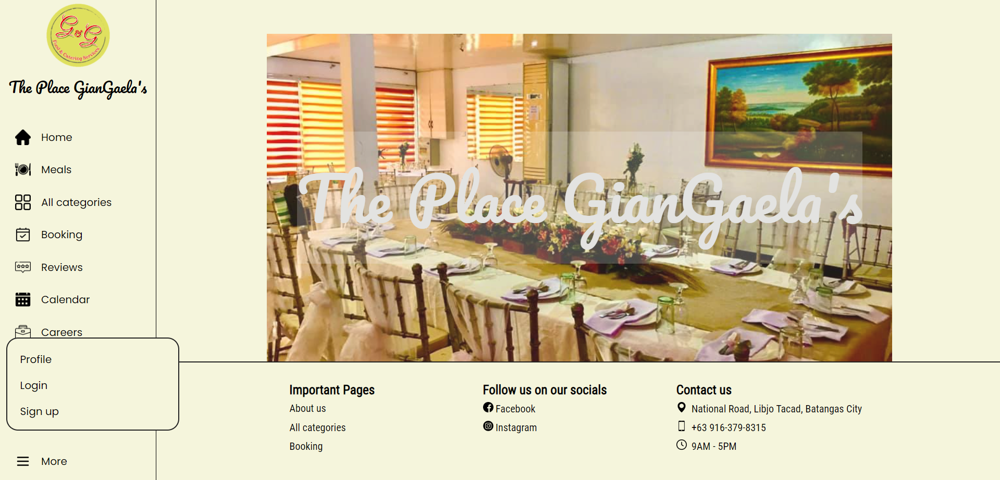 G&G
Food & Catering Services
The Place GianGaela's
Home
Meals
All categories
Booking
Reviews
Calendar
Careers
Profile
Login
Sign up
More
The Place GianGaela's
Important Pages
About us
All categories
Booking
Follow us on our socials
Facebook
Instagram
Contact us
National Road, Libjo Tacad, Batangas City
+63 916-379-8315
9AM - 5PM